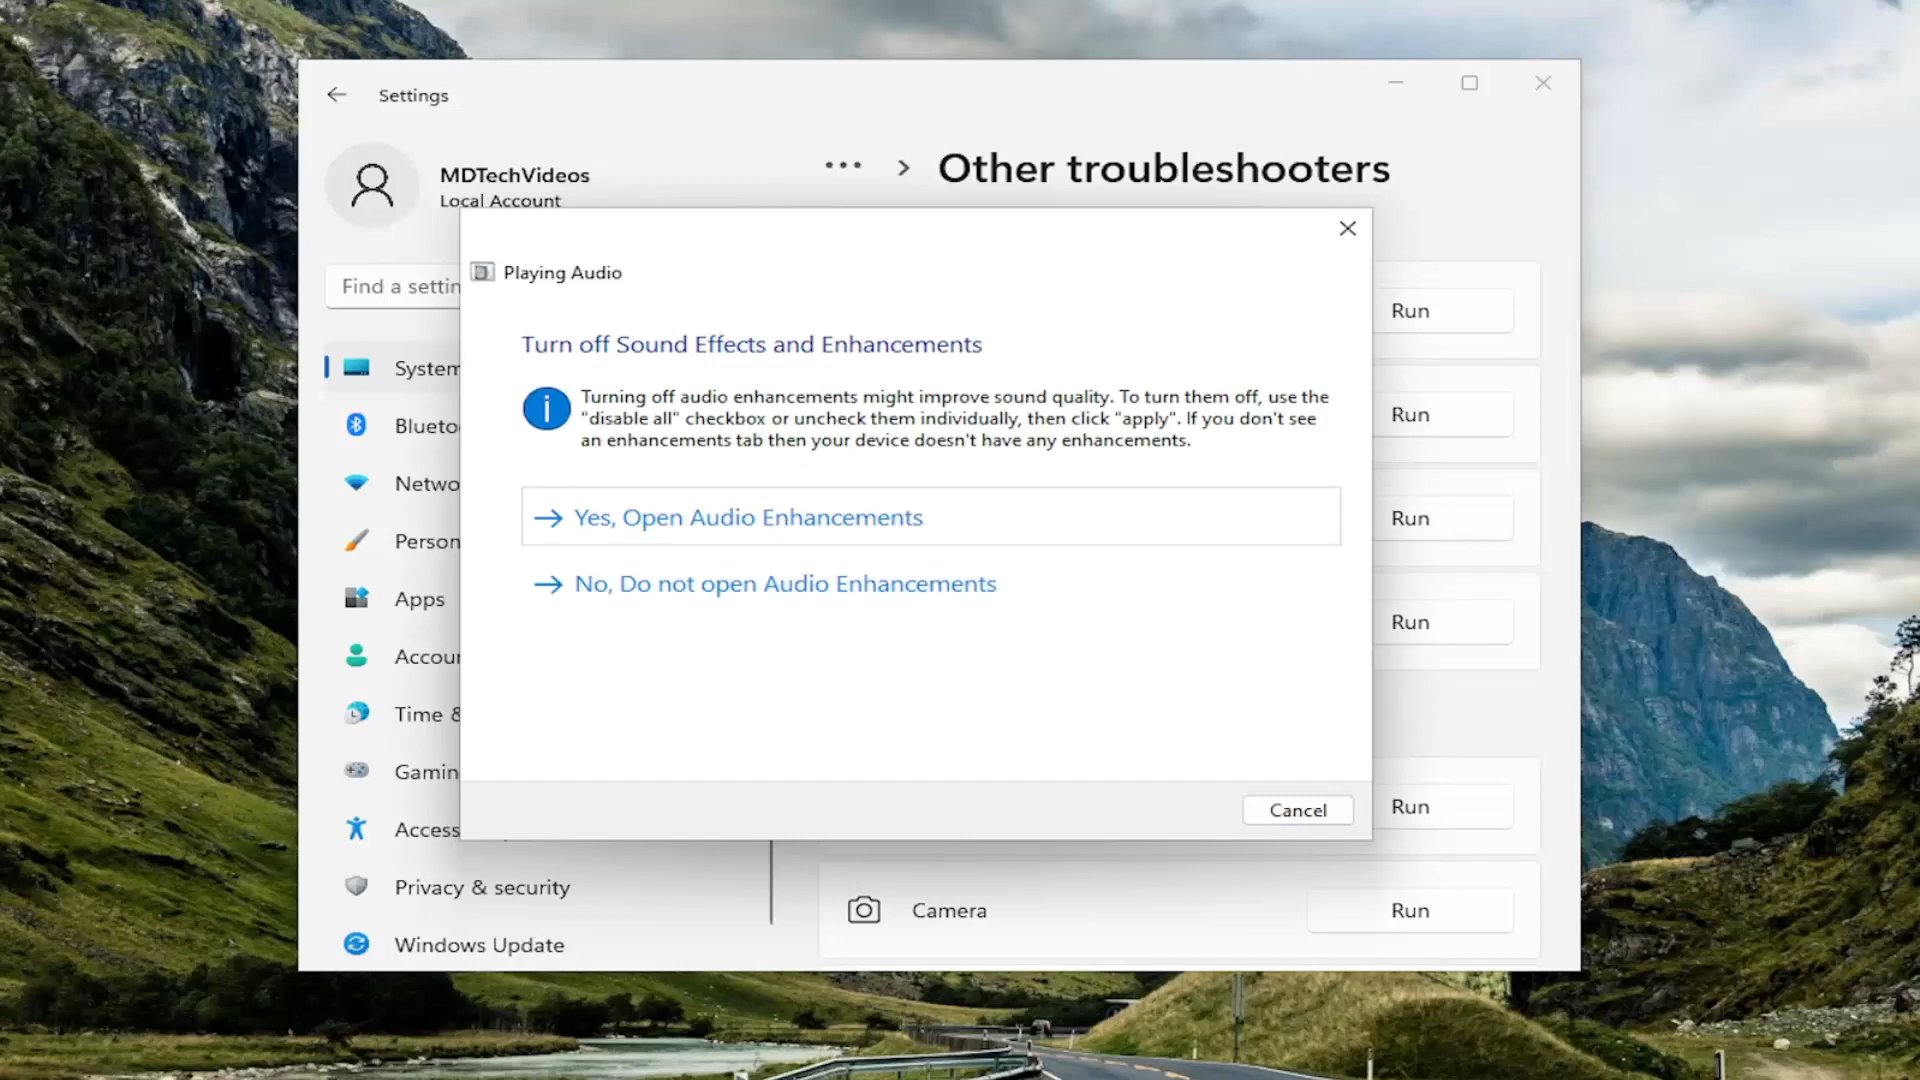 Settings
MDTechVideos
Local Account
Other troubleshooters
Find a settin
Playing Audio
Turn off Sound Effects and Enhancements
Turning off audio enhancements might improve sound quality. To turn them off, use the
"disable all" checkbox or uncheck them individually, then click "apply". If you don't see
an enhancements tab then your device doesn't have any enhancements.
Yes, Open Audio Enhancements
No, Do not open Audio Enhancements
Cancel
System
Blueto
Netwo
Person
Apps
Accour
Time &
Gamin
Access
Privacy & security
Windows Update
Run
Run
Run
Run
Run
Camera
Run